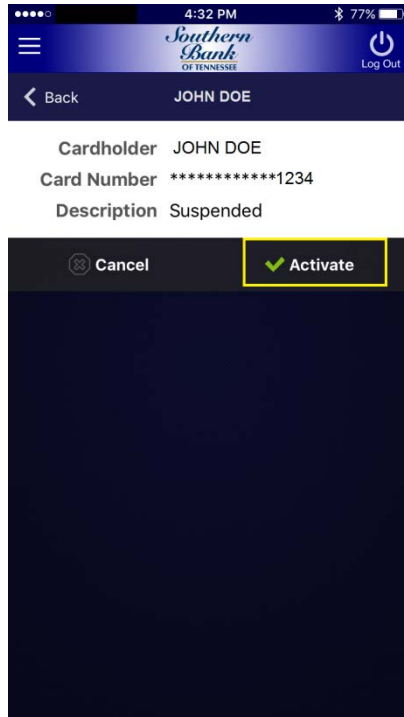 4:32 PM 77%
Southern
Bank
OF TENNESSEE
Log Out
Back JOHN DOE
Cardholder JOHN DOE
Card Number ************1234
Description Suspended
Cancel Activate